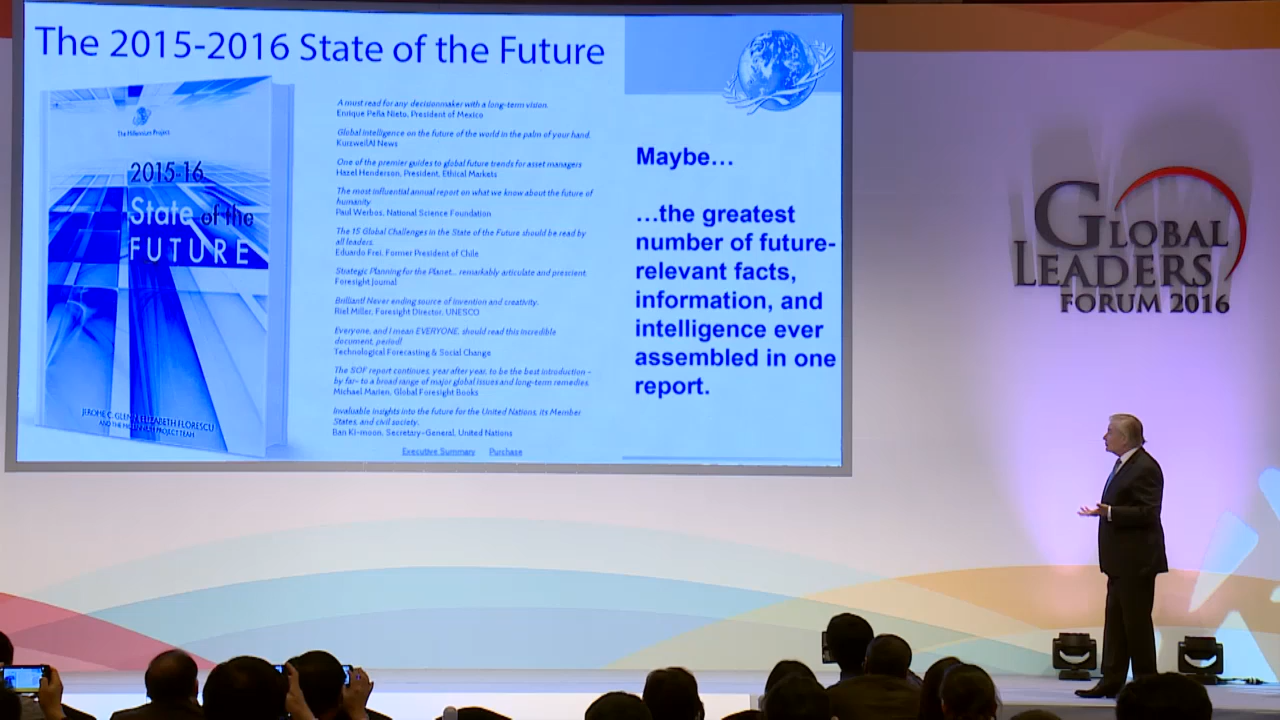 The 2015-2016 State of the Future
The Millennium Project
2015-16
State of the
FUTURE
JEROME C. GLENN, ELIZABETH FLORESCU
AND THE MILLENNIUM PROJECT TEAM
A must read for any decisionmaker with a long-term vision.
Enrique Peña Nieto, President of Mexico
Global intelligence on the future of the world in the palm of your hand.
KurzweilAI News
One of the premier guides to global future trends for asset managers
Hazel Henderson, President, Ethical Markets
The most influential annual report on what we know about the future of
humanity.
Paul Werbos, National Science Foundation
The 15 Global Challenges in the State of the Future should be read by
all leaders.
Eduardo Frei, Former President of Chile
Strategic Planning for the Planet... remarkably articulate and prescient.
Foresight Journal
Brilliant! Never ending source of invention and creativity.
Riel Miller, Foresight Director, UNESCO
Everyone, and I mean EVERYONE, should read this incredible
document, period!
Technological Forecasting & Social Change
The SOF report continues, year after year, to be the best introduction –
by far– to a broad range of major global issues and long-term remedies.
Michael Marien, Global Foresight Books
Invaluable insights into the future for the United Nations, its Member
States, and civil society.
Ban Ki-moon, Secretary-General, United Nations
Executive Summary Purchase
Maybe…
…the greatest
number of future-
relevant facts,
information, and
intelligence ever
assembled in one
report.
GLOBAL
LEADERS
FORUM 2016